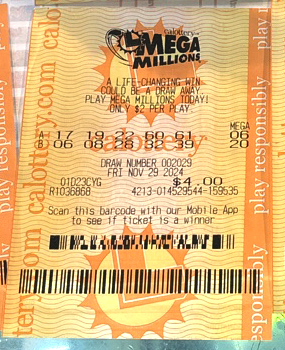 calottery
MEGA
MILLIONS
A LIFE-CHANGING WIN
COULD BE A DRAW AWAY.
PLAY MEGA MILLIONS TODAY!
ONLY $2 PER PLAY.
MEGA
A 17 19 22 60 61 06
B 06 08 28 32 39 20
DRAW NUMBER 002029
FRI NOV 29 2024
01D23CYG $4.00
R1036868 4213-014529544-159535
Scan this barcode with our Mobile App
to see if ticket is a winner
calottery.com
play responsibly
play responsibly